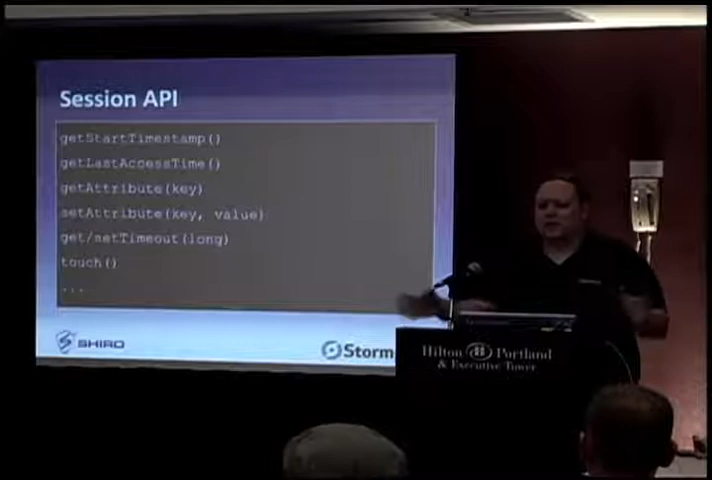 Session API
getStartTimestamp()
getLastAccessTime()
getAttribute(key)
setAttribute(key, value)
get/setTimeout(long)
touch()
...
SHIRO
Storm
Hilton Portland
& Executive Tower